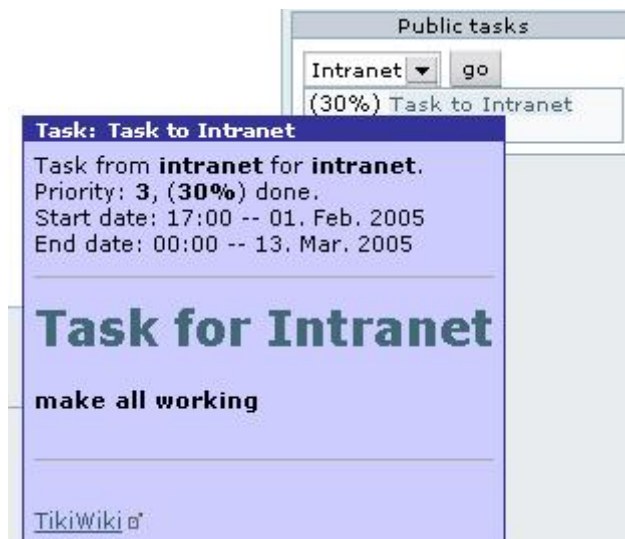 Public tasks
Intranet go
(30%) Task to Intranet
Task: Task to Intranet
Task from intranet for intranet.
Priority: 3, (30%) done.
Start date: 17:00 -- 01. Feb. 2005
End date: 00:00 -- 13. Mar. 2005
Task for Intranet
make all working
TikiWiki